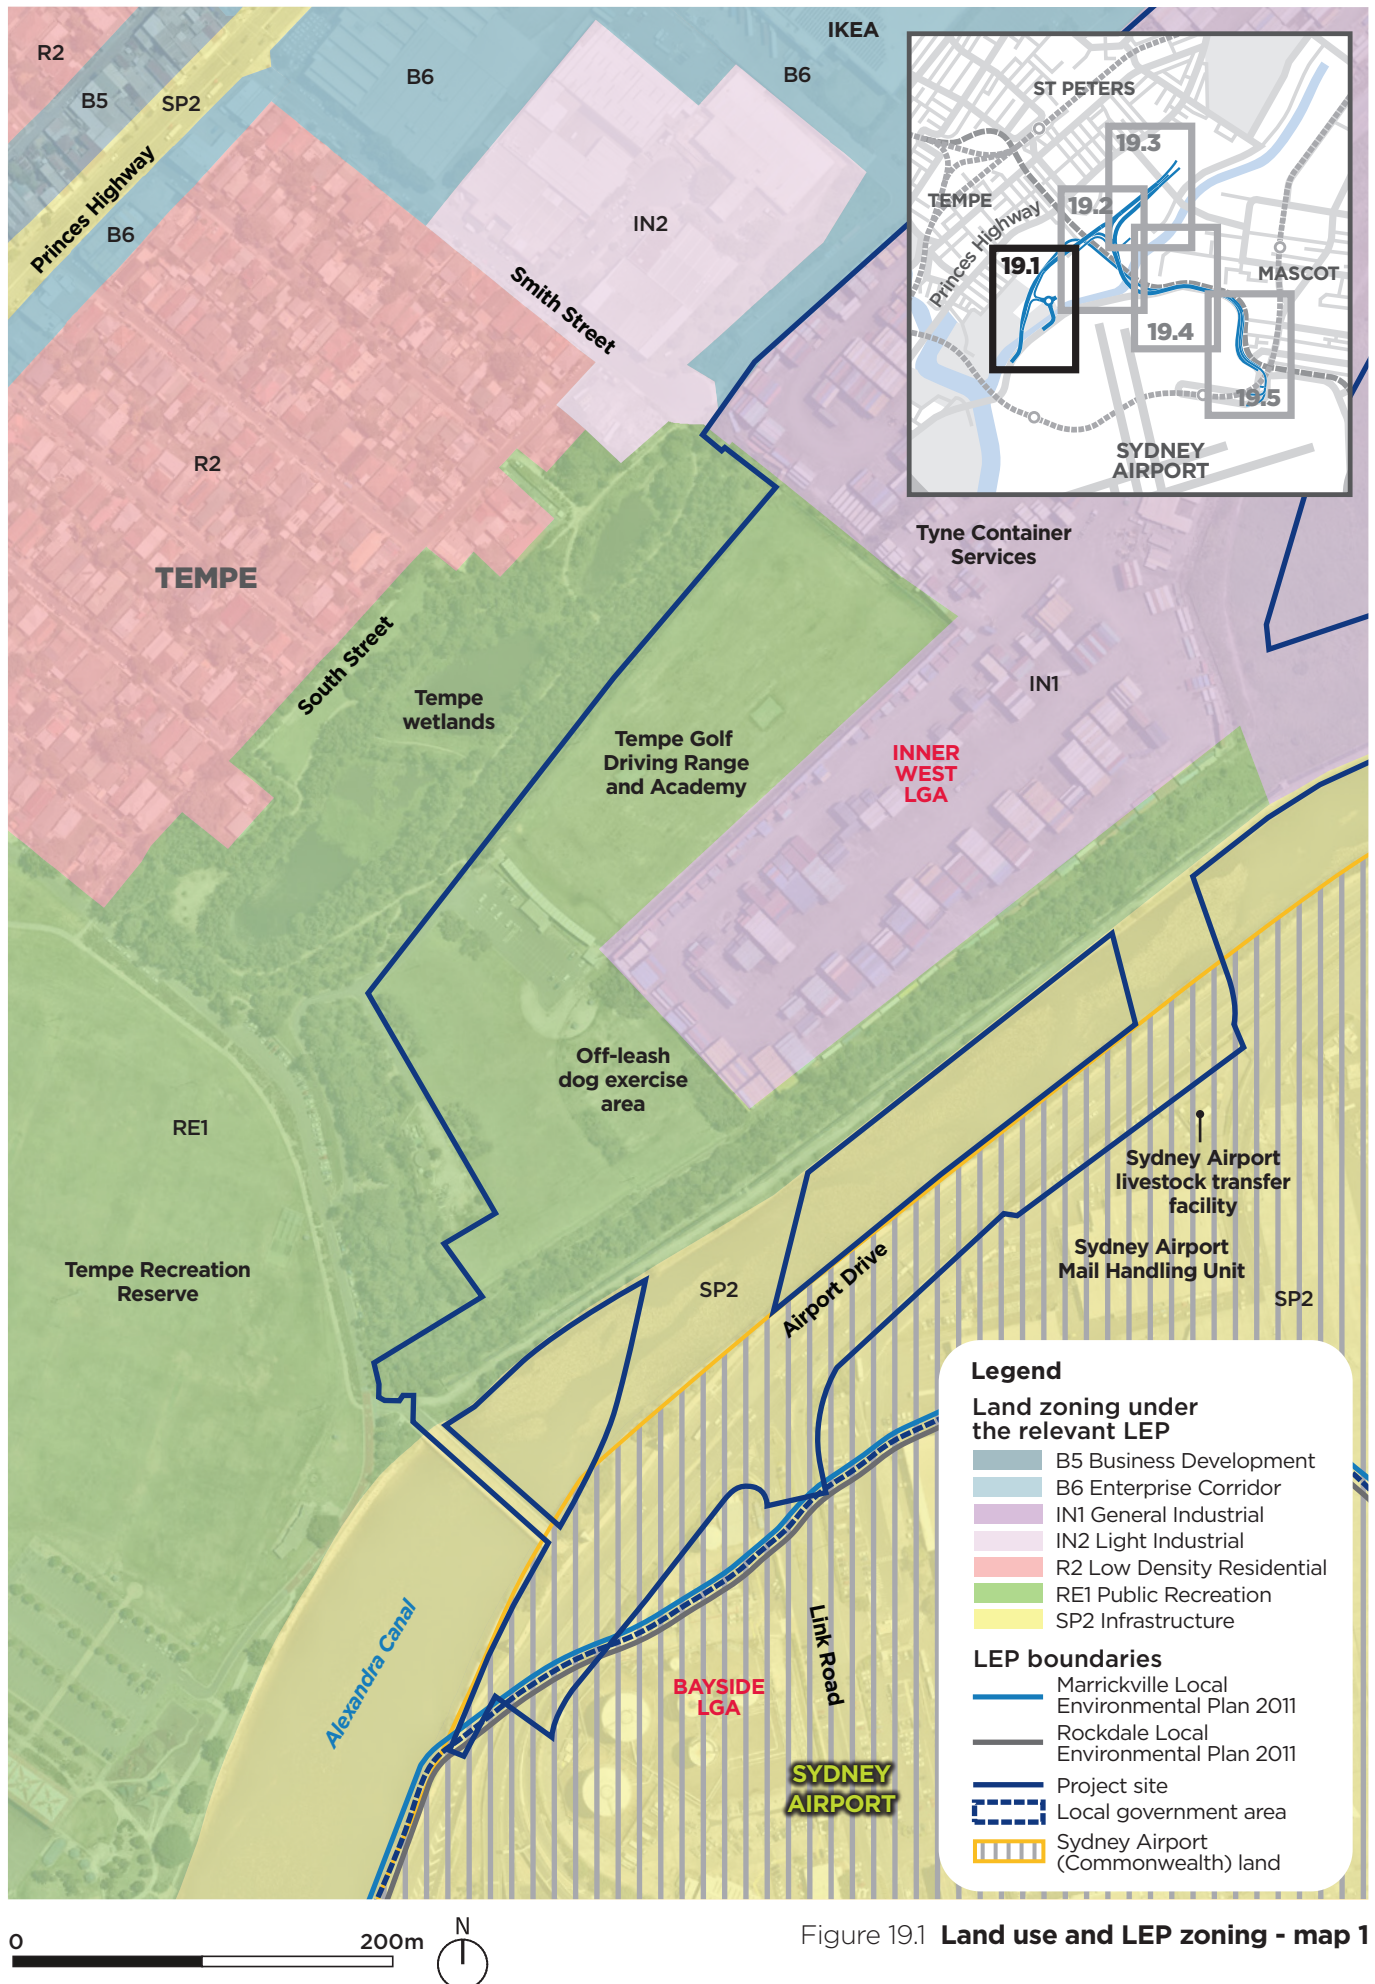 IKEA
R2
B6
B6
B5
SP2
Princes Highway
B6
IN2
Smith Street
R2
TEMPE
South Street
Tempe
wetlands
Tempe Golf
Driving Range
and Academy
Tyne Container
Services
IN1
INNER
WEST
LGA
Off-leash
dog exercise
area
RE1
Tempe Recreation
Reserve
SP2
Airport Drive
Sydney Airport
livestock transfer
facility
Sydney Airport
Mail Handling Unit
SP2
Alexandra Canal
Link Road
BAYSIDE
LGA
SYDNEY
AIRPORT
ST PETERS
19.3
TEMPE
19.2
Princes Highway
19.1
MASCOT
19.4
19.5
SYDNEY
AIRPORT
Legend
Land zoning under
the relevant LEP
B5 Business Development
B6 Enterprise Corridor
IN1 General Industrial
IN2 Light Industrial
R2 Low Density Residential
RE1 Public Recreation
SP2 Infrastructure
LEP boundaries
Marrickville Local
Environmental Plan 2011
Rockdale Local
Environmental Plan 2011
Project site
Local government area
Sydney Airport
(Commonwealth) land
0 200m
N
Figure 19.1 Land use and LEP zoning - map 1